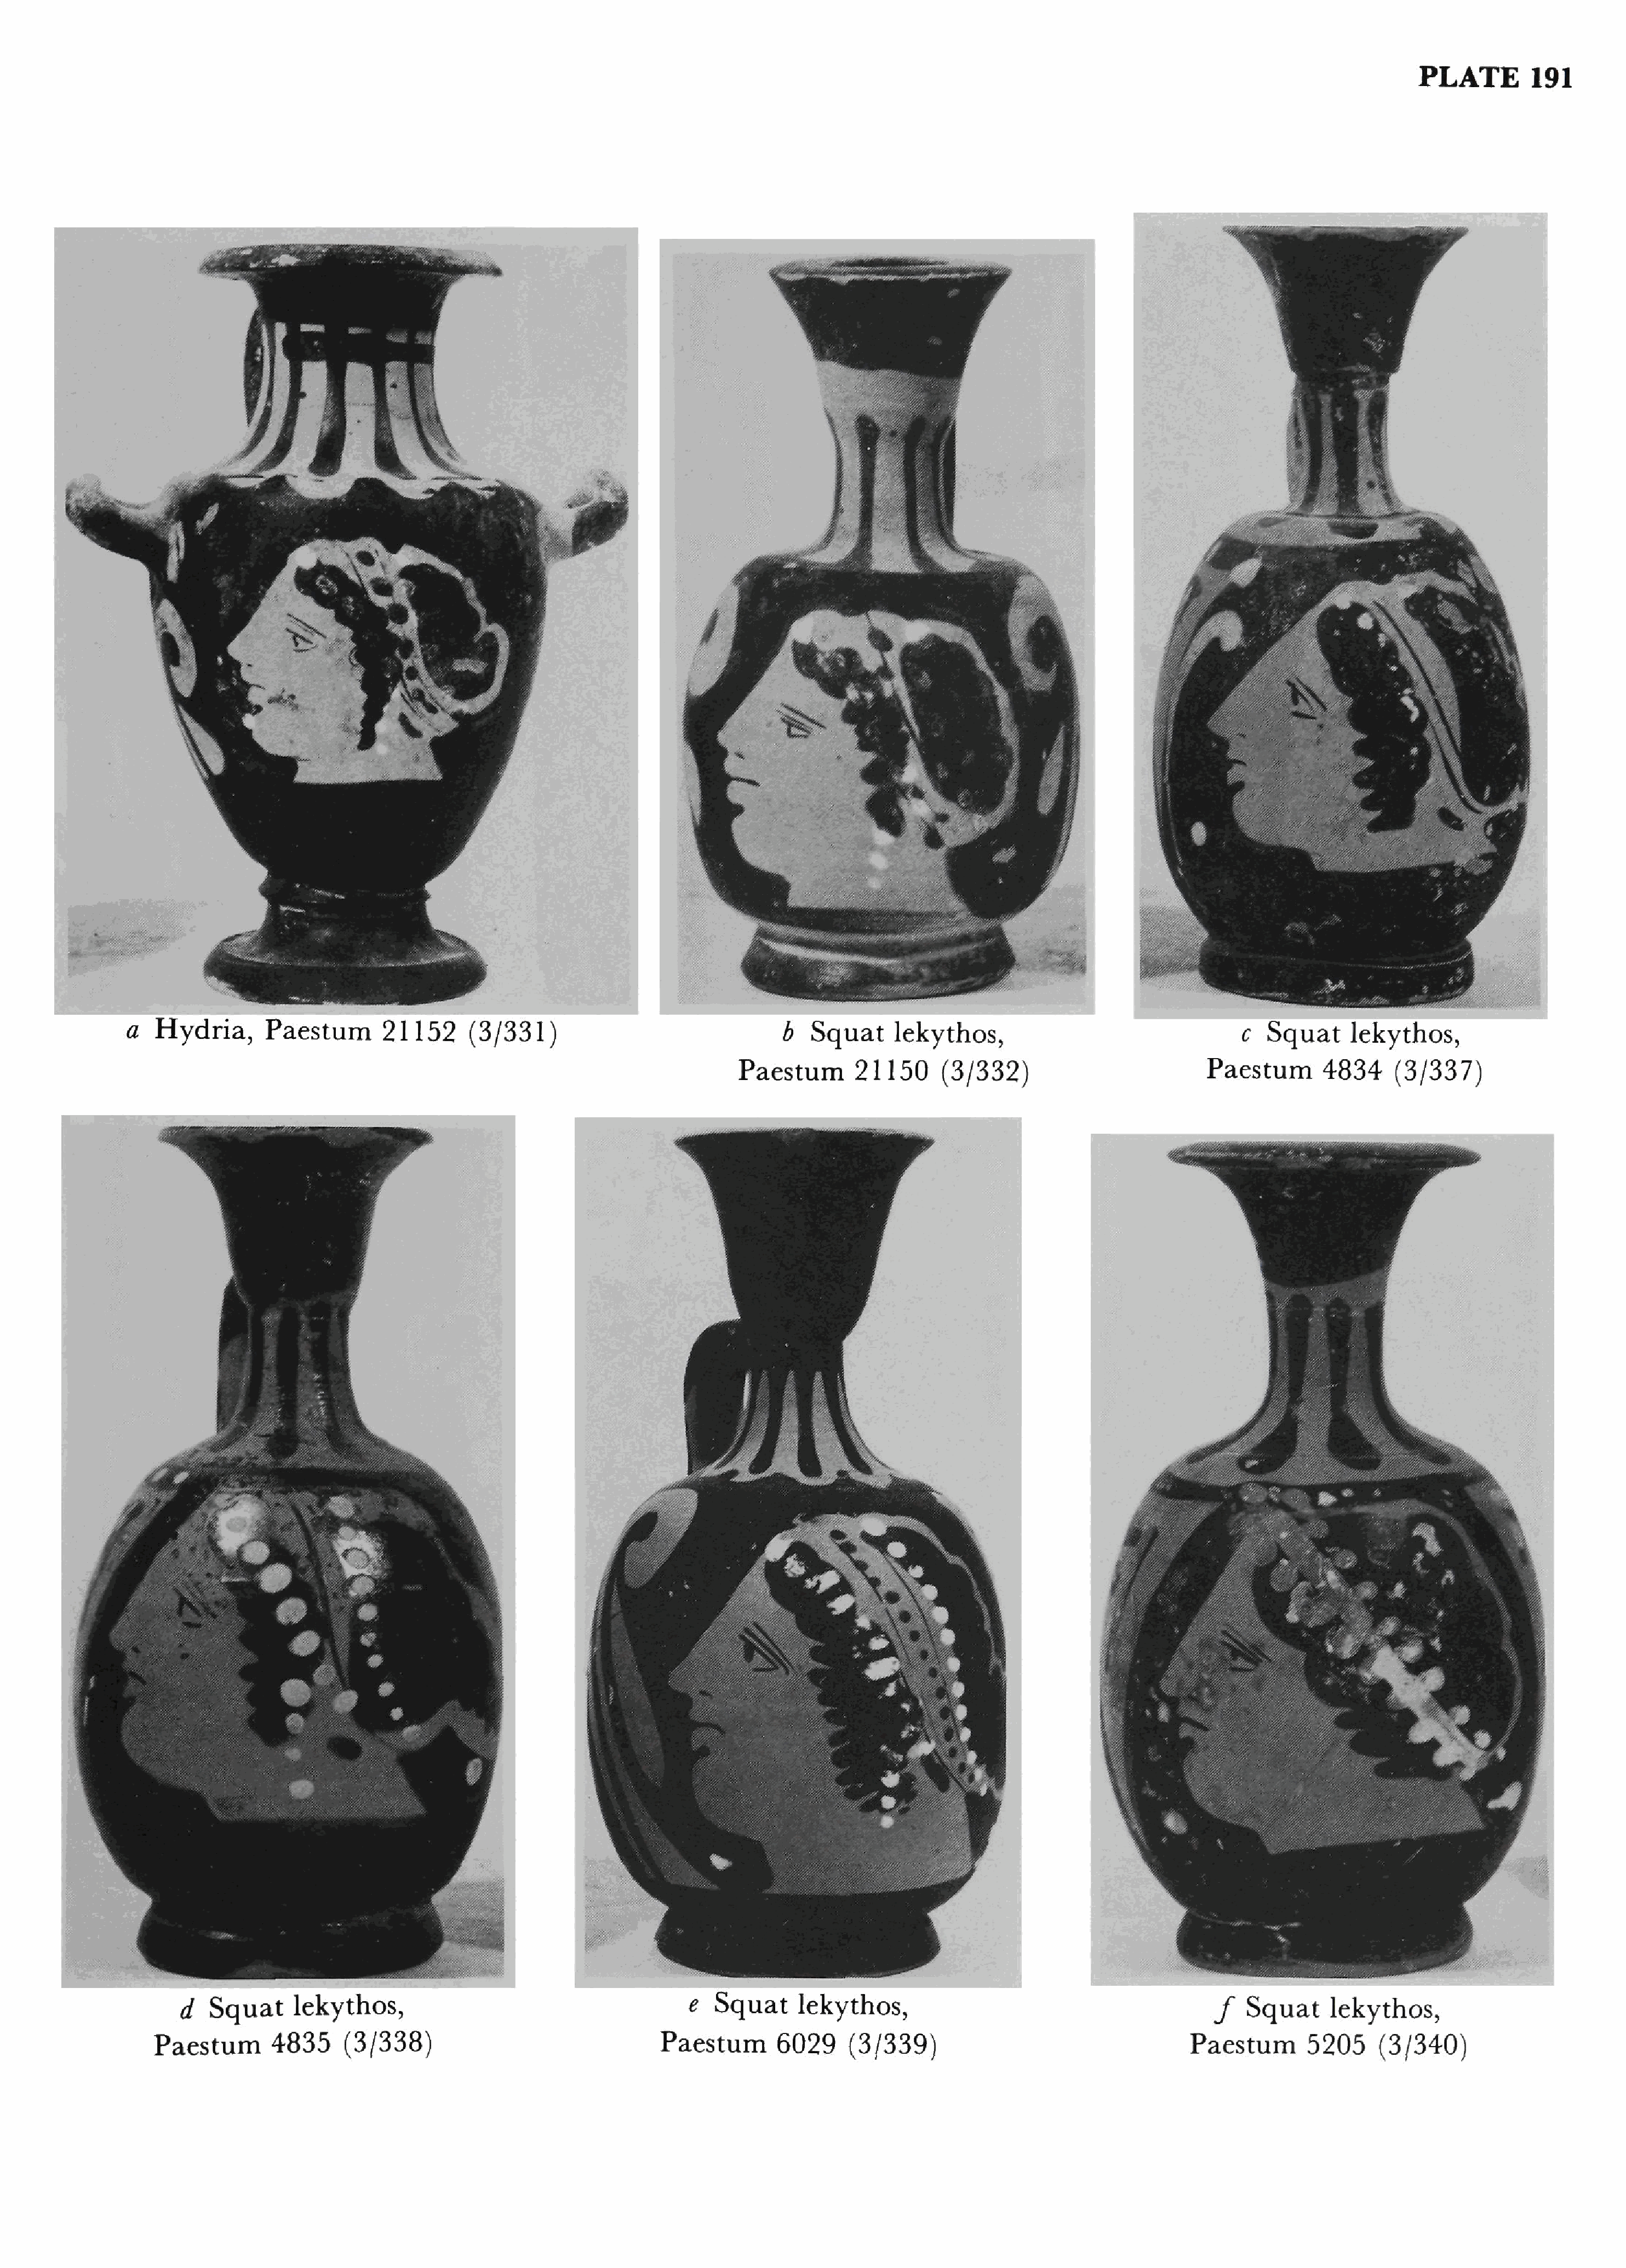 PLATE 191
a Hydria, Paestum 21152 (3/331)
b Squat lekythos,
Paestum 21150 (3/332)
c Squat lekythos,
Paestum 4834 (3/337)
d Squat lekythos,
Paestum 4835 (3/338)
e Squat lekythos,
Paestum 6029 (3/339)
f Squat lekythos,
Paestum 5205 (3/340)